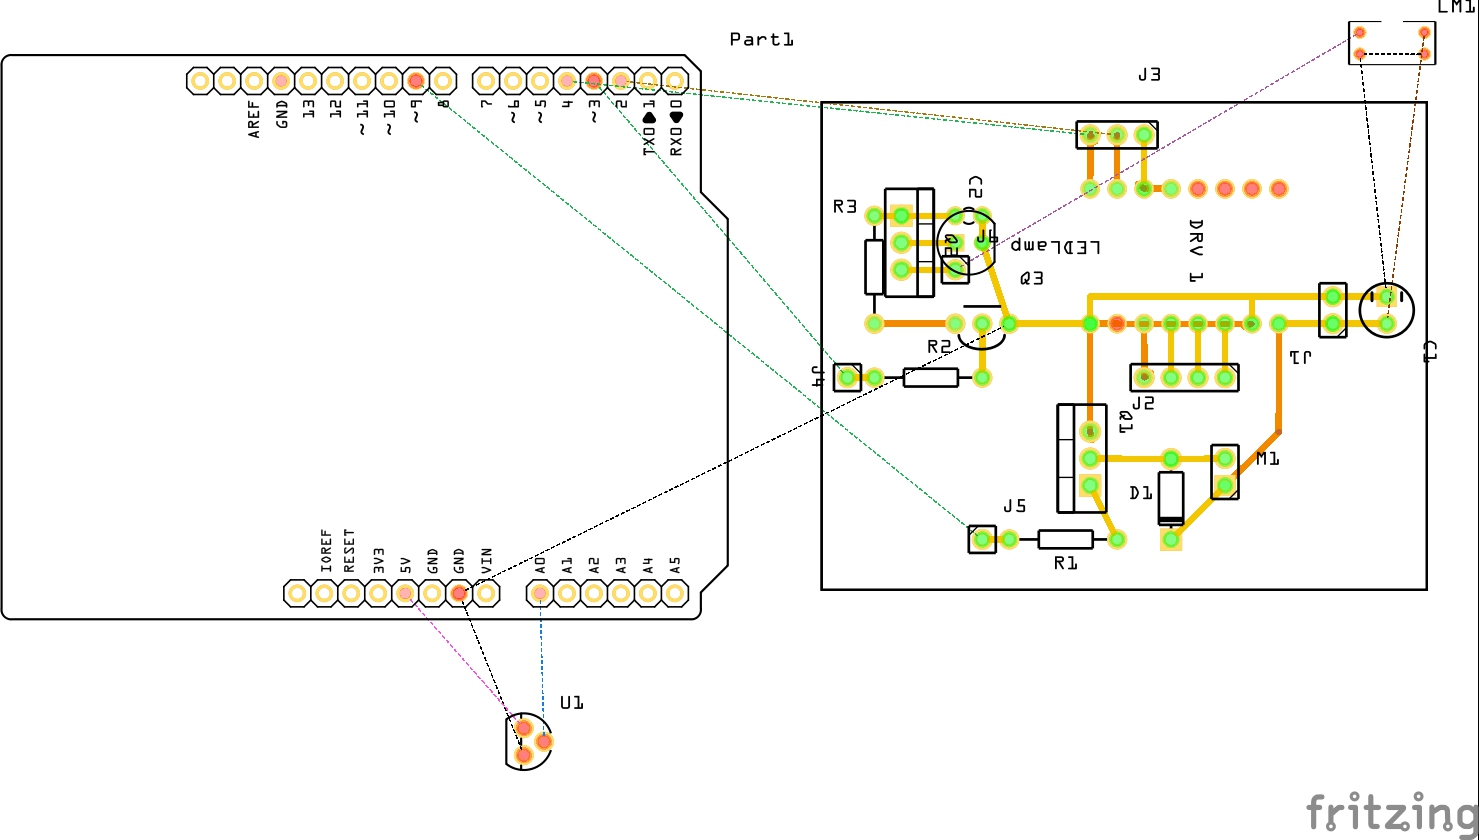 LM1
Part1
J3
AREF
GND
13
12
~11
~10
~9
8
7
~6
~5
4
~3
2
TX0▶1
RX0◀0
C2
R3
J6
LEDLamp
Q2
Q3
DRV 1
R2
J1
C1
J4
J2
Q1
M1
D1
J5
R1
IOREF
RESET
3V3
5V
GND
GND
VIN
A0
A1
A2
A3
A4
A5
U1
fritzing